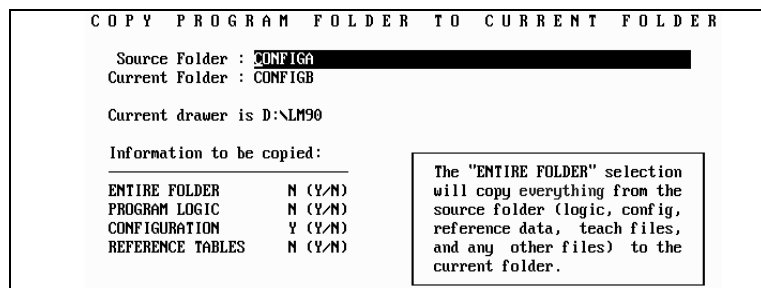 COPY PROGRAM FOLDER TO CURRENT FOLDER
Source Folder : CONFIGA
Current Folder : CONFIGB
Current drawer is D:\LM90
Information to be copied:
ENTIRE FOLDER N (Y/N)
PROGRAM LOGIC N (Y/N)
CONFIGURATION Y (Y/N)
REFERENCE TABLES N (Y/N)
The "ENTIRE FOLDER" selection
will copy everything from the
source folder (logic, config,
reference data, teach files,
and any other files) to the
current folder.